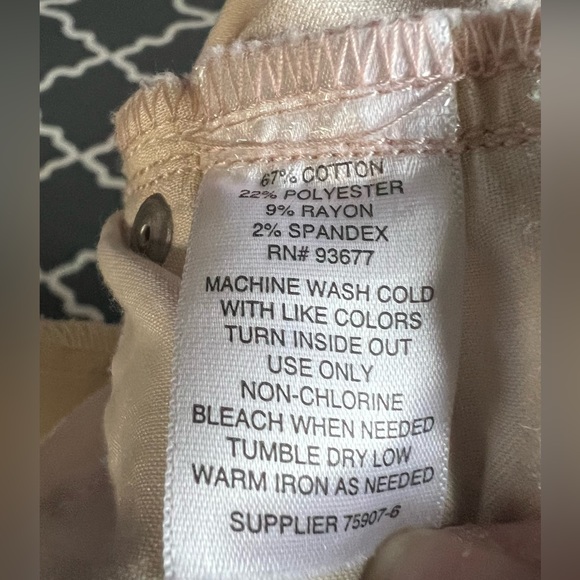 67% COTTON
22% POLYESTER
9% RAYON
2% SPANDEX
RN# 93677
MACHINE WASH COLD
WITH LIKE COLORS
TURN INSIDE OUT
USE ONLY
NON-CHLORINE
BLEACH WHEN NEEDED
TUMBLE DRY LOW
WARM IRON AS NEEDED
SUPPLIER 75907-6